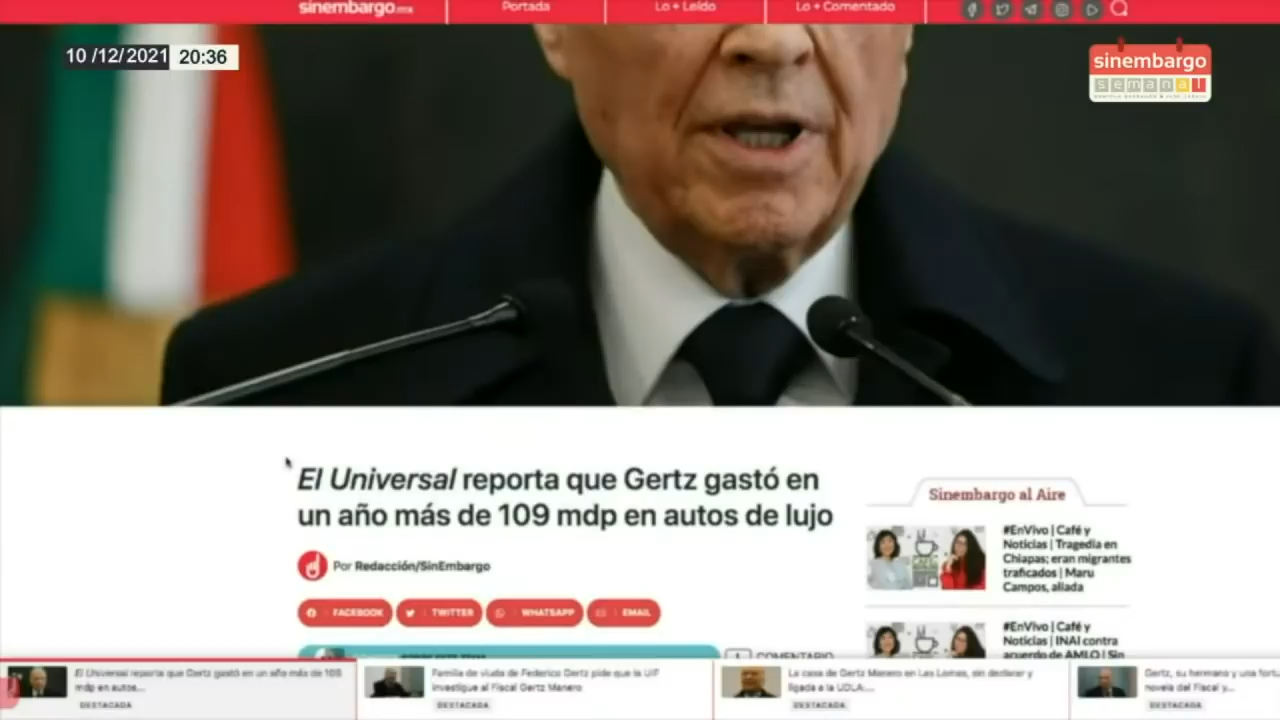 sinembargo.mx
Portada
Lo + Leído
Lo + Comentado
10 /12/2021 20:36
sinembargo
semanal
El Universal reporta que Gertz gastó en
un año más de 109 mdp en autos de lujo
Por Redacción/SinEmbargo
FACEBOOK
TWITTER
WHATSAPP
EMAIL
COMENTARIO
Sinembargo al Aire
#EnVivo | Café y
Noticias | Tragedia en
Chiapas; eran migrantes
traficados | Maru
Campos, aliada
#EnVivo | Café y
Noticias | INAI contra
acuerdo de AMLO | Sin
El Universal reporta que Gertz gastó en un año más de 109
mdp en autos...
DESTACADA
Familia de viuda de Federico Gertz pide que la UIF
investigue al Fiscal Gertz Manero
DESTACADA
La casa de Gertz Manero en Las Lomas, sin declarar y
ligada a la UDLA:...
DESTACADA
Gertz, su hermano y una fort
novela del Fiscal y...
DESTACADA